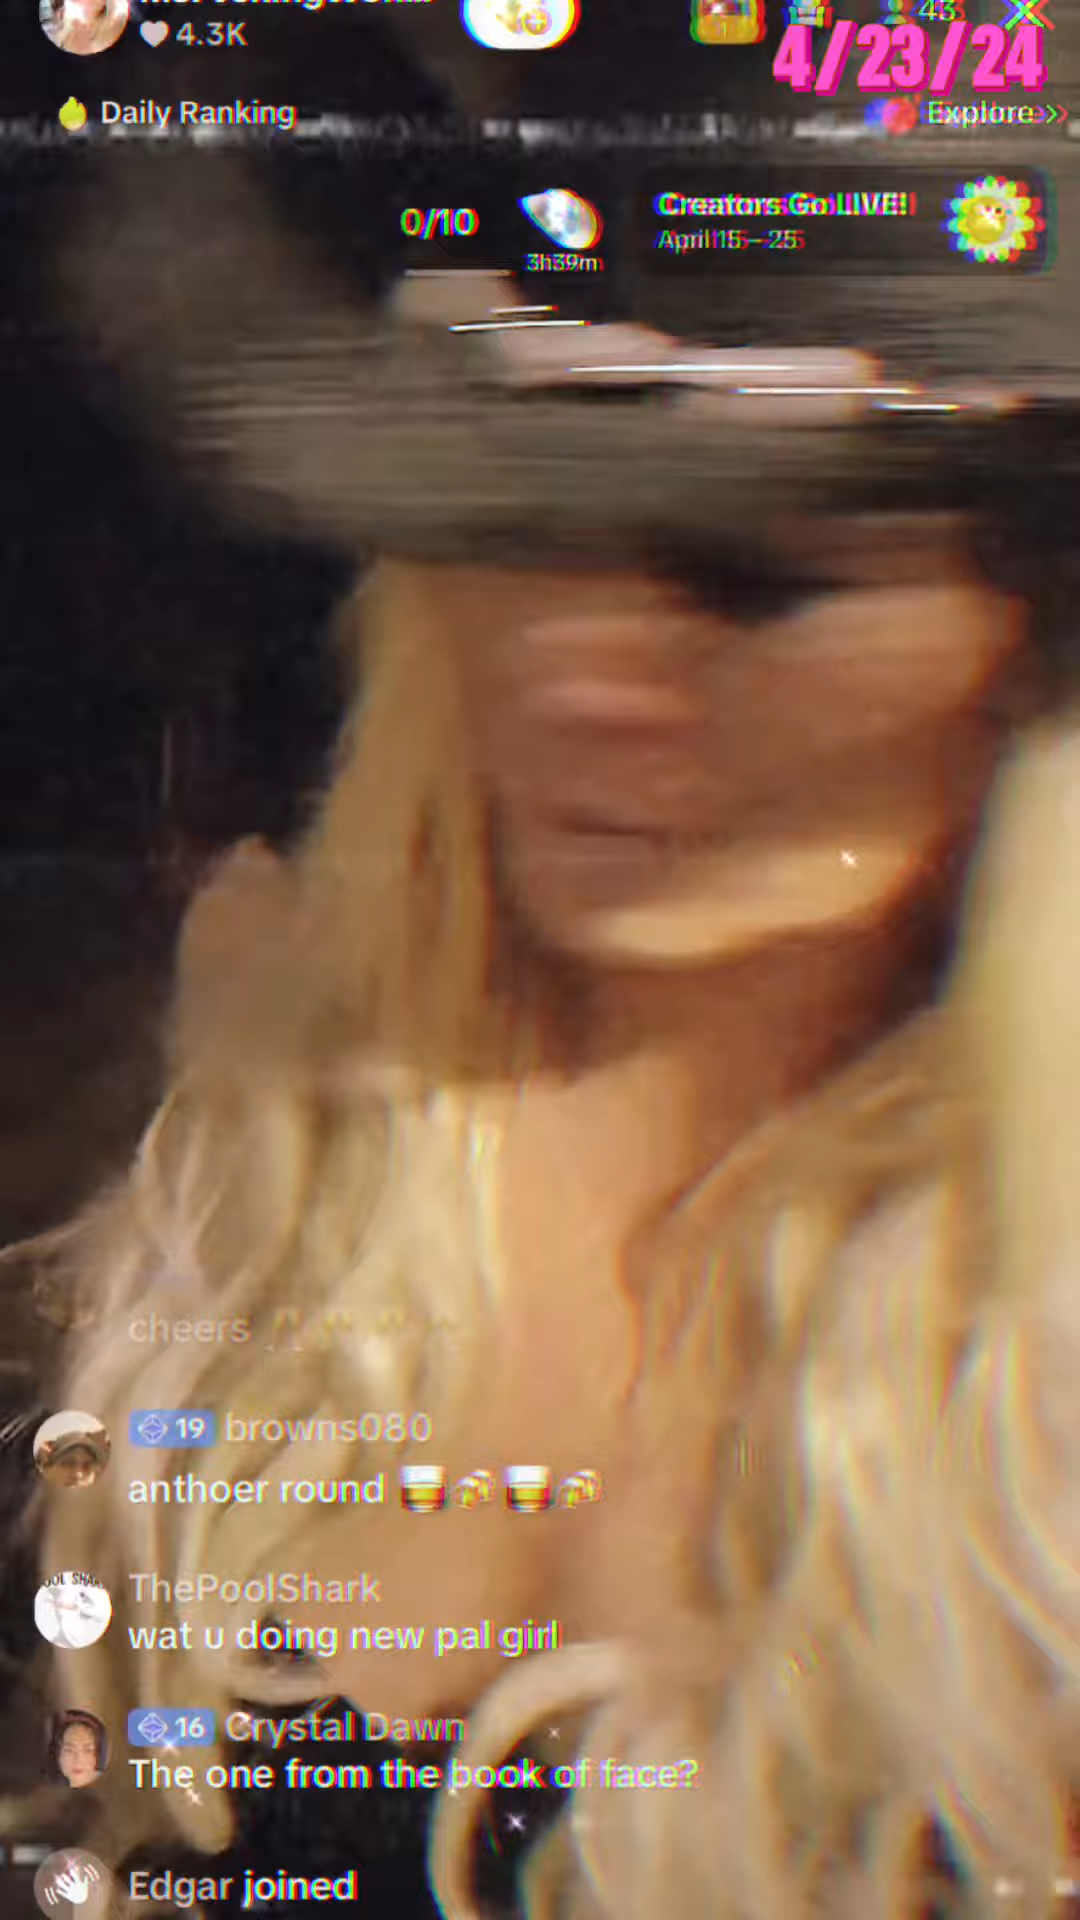 4.3K
43
4/23/24
Daily Ranking
Explore >>
0/10
3h39m
Creators Go LIVE!
April 15 – 25
cheers
19 browns080
anthoer round
ThePoolShark
wat u doing new pal girl
16 Crystal Dawn
The one from the book of face?
Edgar joined